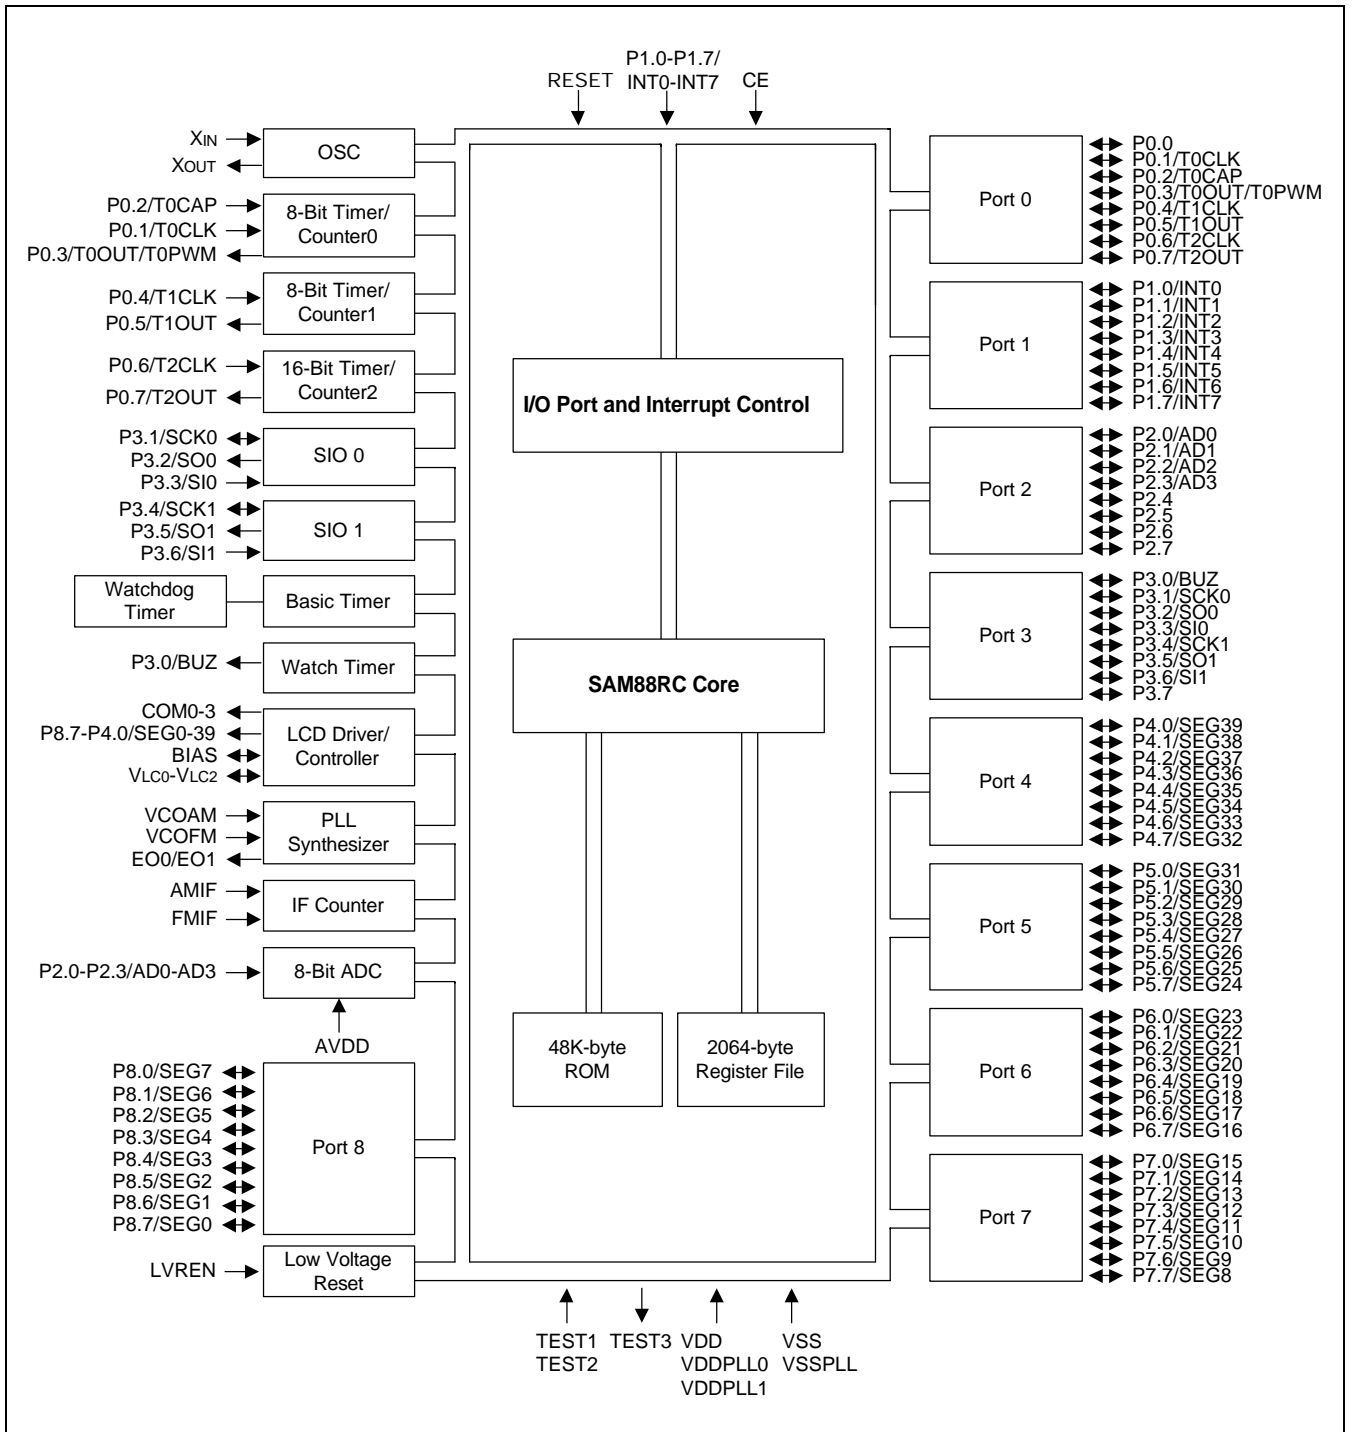 P1.0-P1.7/
RESET INT0-INT7 CE
XIN
XOUT
OSC
P0.2/T0CAP
P0.1/T0CLK
P0.3/T0OUT/T0PWM
8-Bit Timer/
Counter0
P0.4/T1CLK
P0.5/T1OUT
8-Bit Timer/
Counter1
P0.6/T2CLK
P0.7/T2OUT
16-Bit Timer/
Counter2
P3.1/SCK0
P3.2/SO0
P3.3/SI0
SIO 0
P3.4/SCK1
P3.5/SO1
P3.6/SI1
SIO 1
Watchdog
Timer
Basic Timer
P3.0/BUZ
Watch Timer
COM0-3
P8.7-P4.0/SEG0-39
BIAS
VLC0-VLC2
LCD Driver/
Controller
VCOAM
VCOFM
EO0/EO1
PLL
Synthesizer
AMIF
FMIF
IF Counter
P2.0-P2.3/AD0-AD3
8-Bit ADC
AVDD
P8.0/SEG7
P8.1/SEG6
P8.2/SEG5
P8.3/SEG4
P8.4/SEG3
P8.5/SEG2
P8.6/SEG1
P8.7/SEG0
Port 8
LVREN
Low Voltage
Reset
I/O Port and Interrupt Control
SAM88RC Core
48K-byte
ROM
2064-byte
Register File
Port 0
P0.0
P0.1/T0CLK
P0.2/T0CAP
P0.3/T0OUT/T0PWM
P0.4/T1CLK
P0.5/T1OUT
P0.6/T2CLK
P0.7/T2OUT
Port 1
P1.0/INT0
P1.1/INT1
P1.2/INT2
P1.3/INT3
P1.4/INT4
P1.5/INT5
P1.6/INT6
P1.7/INT7
Port 2
P2.0/AD0
P2.1/AD1
P2.2/AD2
P2.3/AD3
P2.4
P2.5
P2.6
P2.7
Port 3
P3.0/BUZ
P3.1/SCK0
P3.2/SO0
P3.3/SI0
P3.4/SCK1
P3.5/SO1
P3.6/SI1
P3.7
Port 4
P4.0/SEG39
P4.1/SEG38
P4.2/SEG37
P4.3/SEG36
P4.4/SEG35
P4.5/SEG34
P4.6/SEG33
P4.7/SEG32
Port 5
P5.0/SEG31
P5.1/SEG30
P5.2/SEG29
P5.3/SEG28
P5.4/SEG27
P5.5/SEG26
P5.6/SEG25
P5.7/SEG24
Port 6
P6.0/SEG23
P6.1/SEG22
P6.2/SEG21
P6.3/SEG20
P6.4/SEG19
P6.5/SEG18
P6.6/SEG17
P6.7/SEG16
Port 7
P7.0/SEG15
P7.1/SEG14
P7.2/SEG13
P7.3/SEG12
P7.4/SEG11
P7.5/SEG10
P7.6/SEG9
P7.7/SEG8
TEST1 TEST3 VDD VSS
TEST2 VDDPLL0 VSSPLL
VDDPLL1